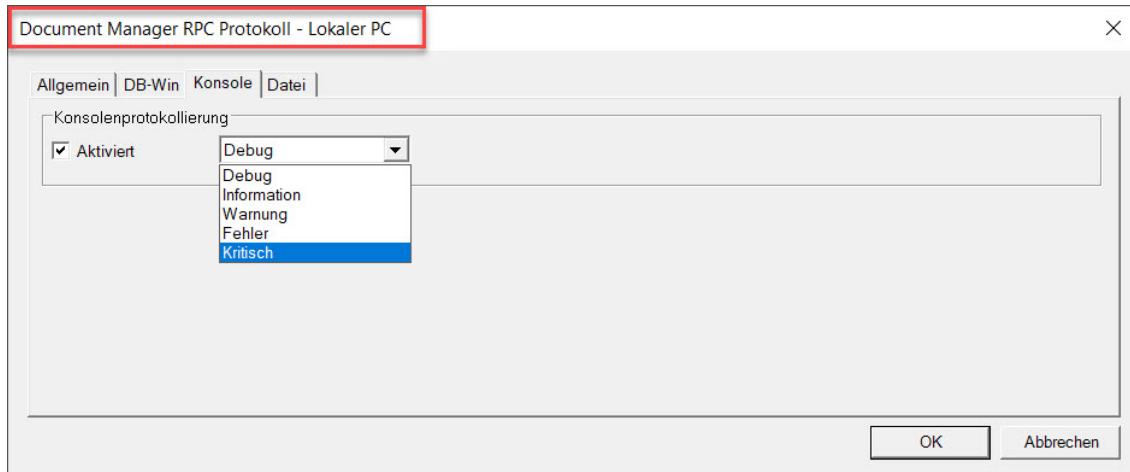 Document Manager RPC Protokoll - Lokaler PC
Allgemein DB-Win Konsole Datei
Konsolenprotokollierung
Aktiviert Debug
Debug
Information
Warnung
Fehler
Kritisch
OK Abbrechen